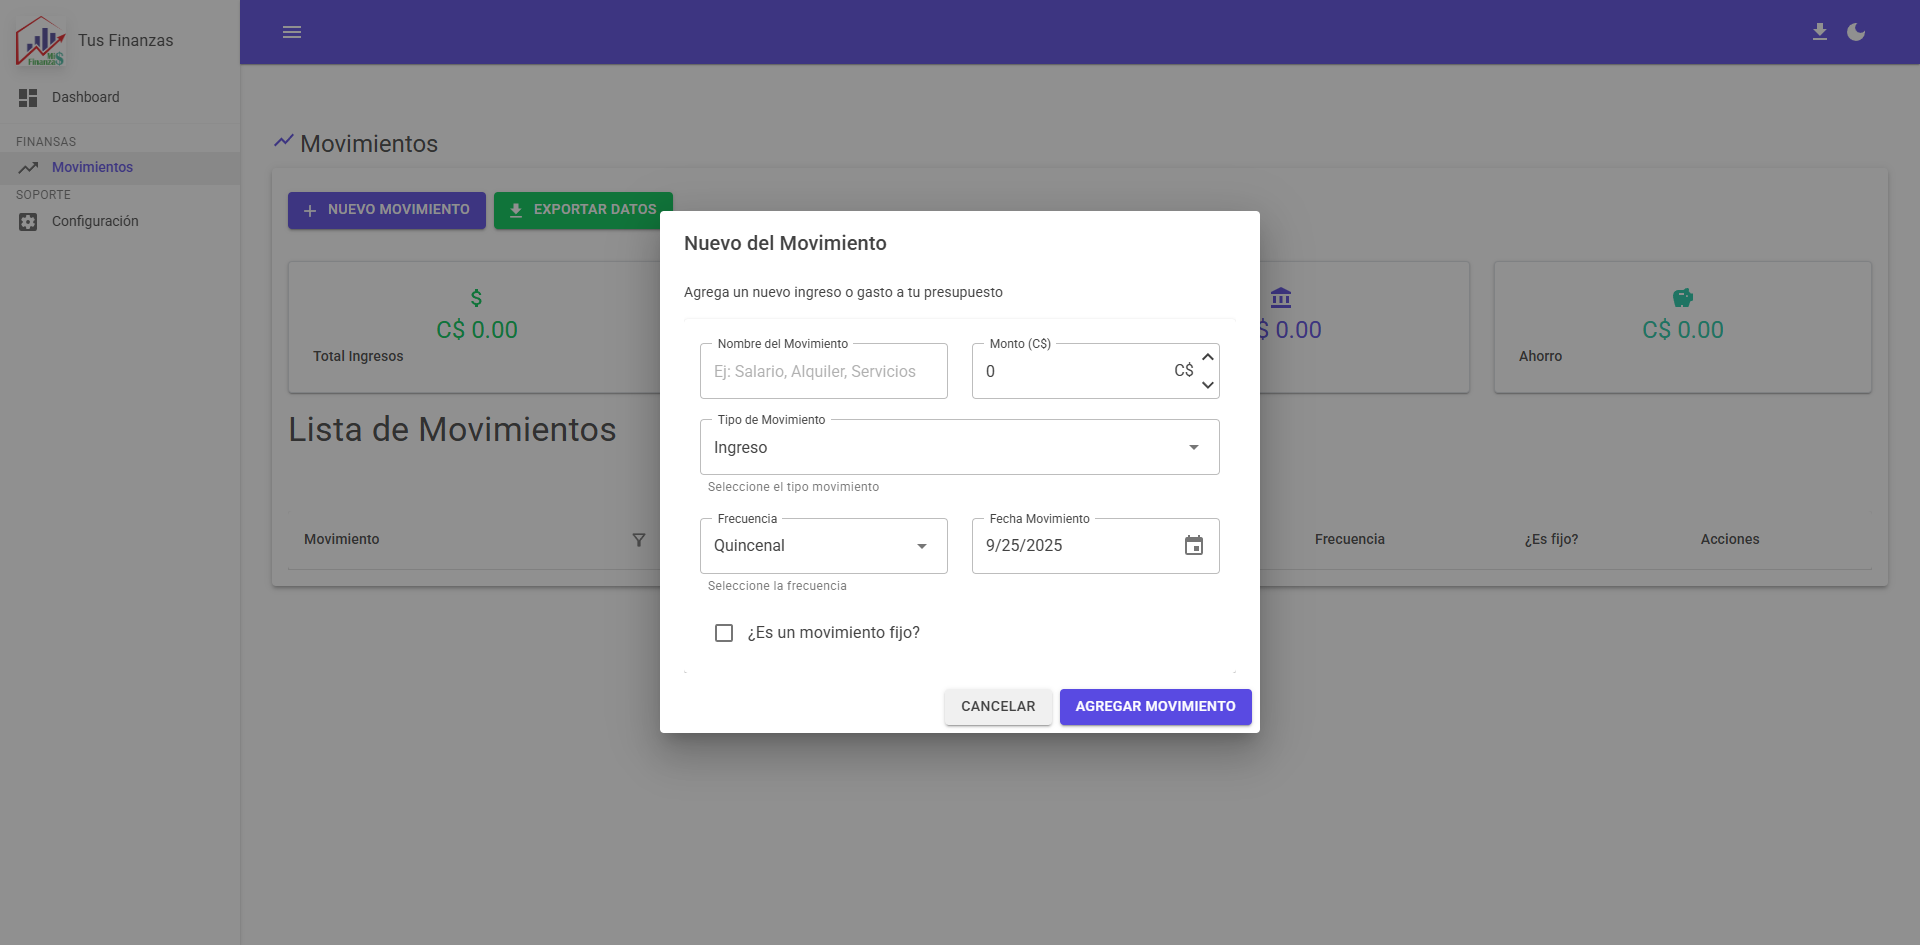 Mis
Finanzas
Tus Finanzas
Dashboard
FINANSAS
Movimientos
SOPORTE
Configuración
Movimientos
NUEVO MOVIMIENTO
EXPORTAR DATOS
$
C$ 0.00
Total Ingresos
$ 0.00
C$ 0.00
Ahorro
Lista de Movimientos
Movimiento
Frecuencia
¿Es fijo?
Acciones
Nuevo del Movimiento
Agrega un nuevo ingreso o gasto a tu presupuesto
Nombre del Movimiento
Ej: Salario, Alquiler, Servicios
Monto (C$)
0 C$
Tipo de Movimiento
Ingreso
Seleccione el tipo movimiento
Frecuencia
Quincenal
Seleccione la frecuencia
Fecha Movimiento
9/25/2025
¿Es un movimiento fijo?
CANCELAR
AGREGAR MOVIMIENTO